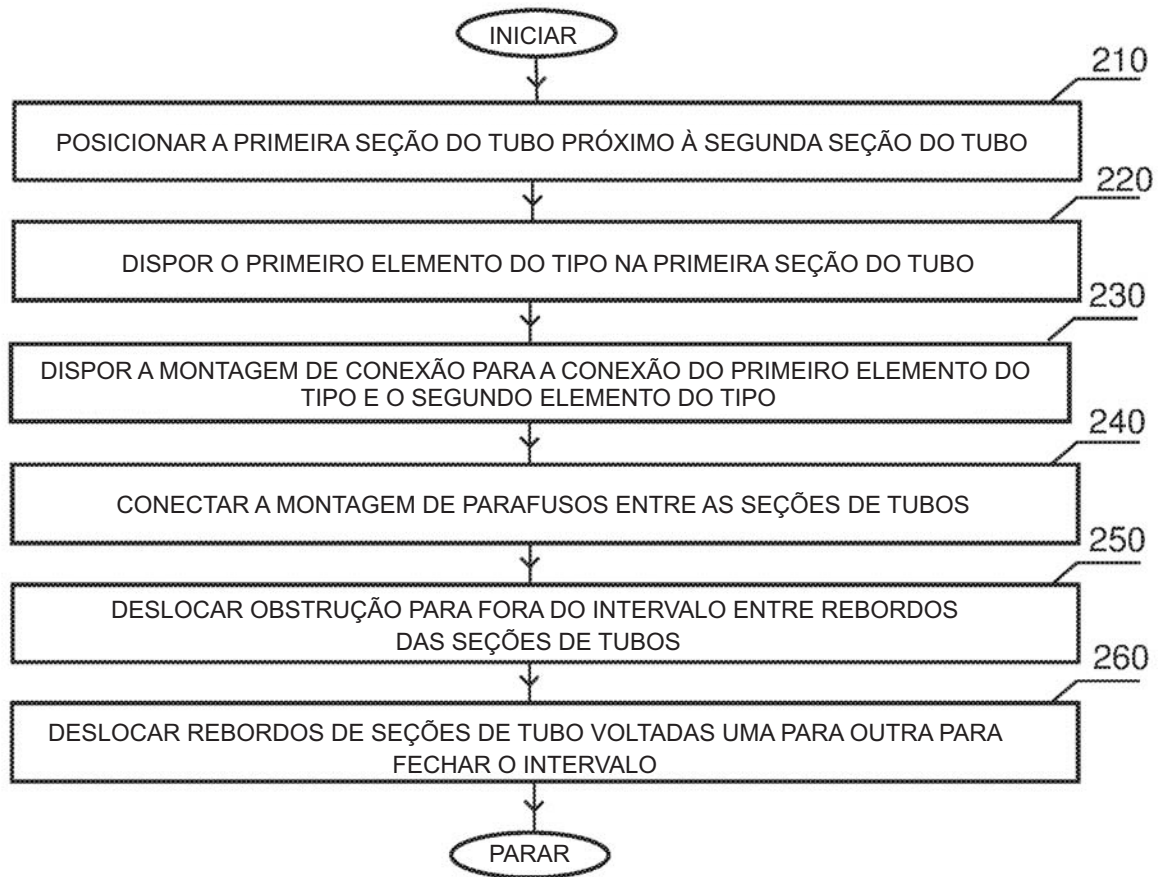 INICIAR
210
POSICIONAR A PRIMEIRA SEÇÃO DO TUBO PRÓXIMO À SEGUNDA SEÇÃO DO TUBO
220
DISPOR O PRIMEIRO ELEMENTO DO TIPO NA PRIMEIRA SEÇÃO DO TUBO
230
DISPOR A MONTAGEM DE CONEXÃO PARA A CONEXÃO DO PRIMEIRO ELEMENTO DO
TIPO E O SEGUNDO ELEMENTO DO TIPO
240
CONECTAR A MONTAGEM DE PARAFUSOS ENTRE AS SEÇÕES DE TUBOS
250
DESLOCAR OBSTRUÇÃO PARA FORA DO INTERVALO ENTRE REBORDOS
DAS SEÇÕES DE TUBOS
260
DESLOCAR REBORDOS DE SEÇÕES DE TUBO VOLTADAS UMA PARA OUTRA PARA
FECHAR O INTERVALO
PARAR